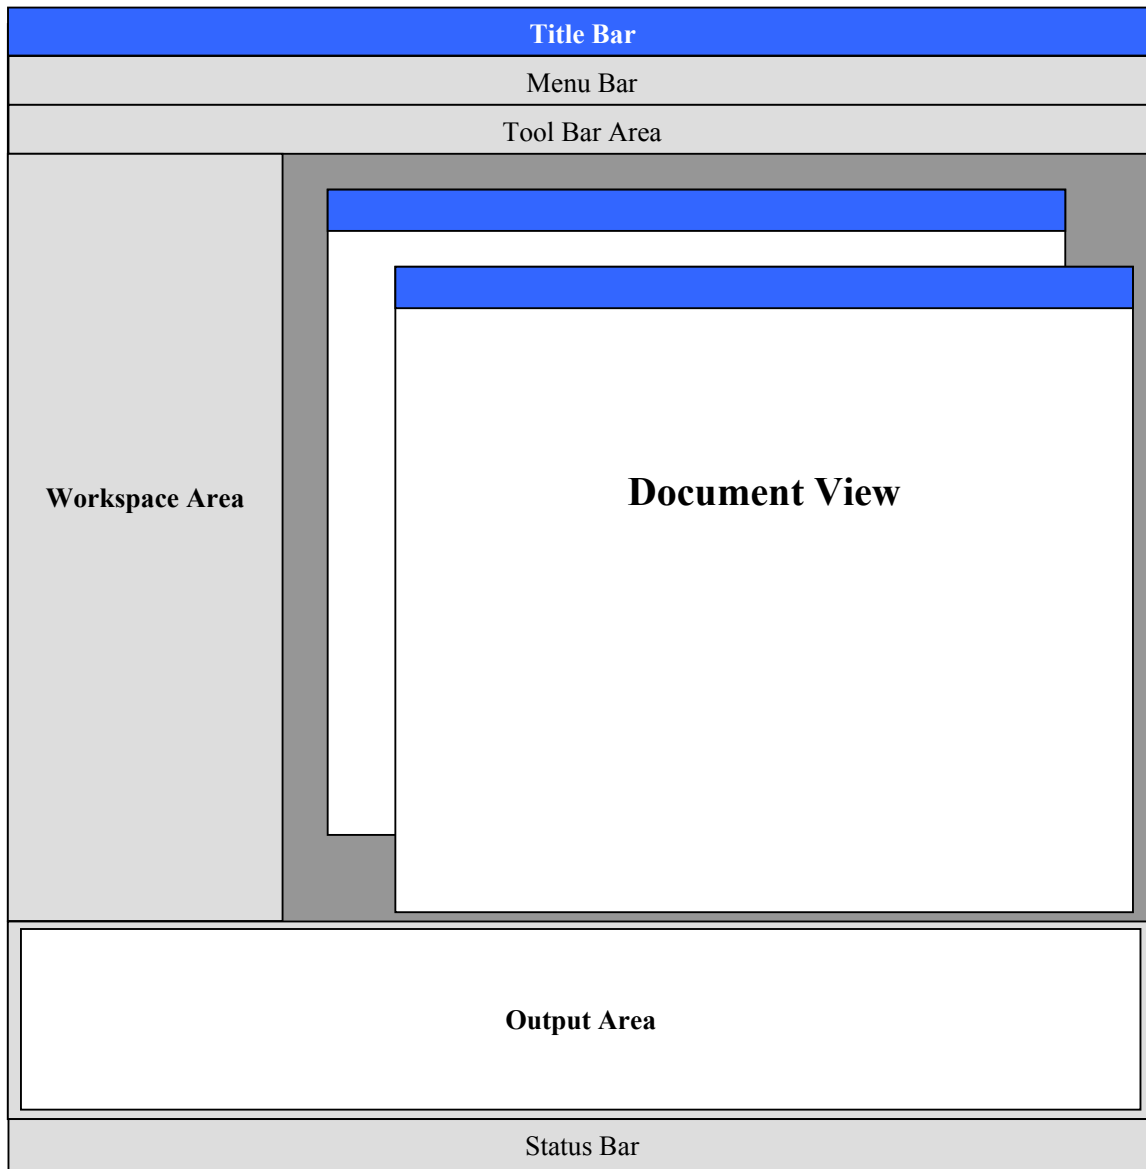 Title Bar
Menu Bar
Tool Bar Area
Workspace Area
Document View
Output Area
Status Bar